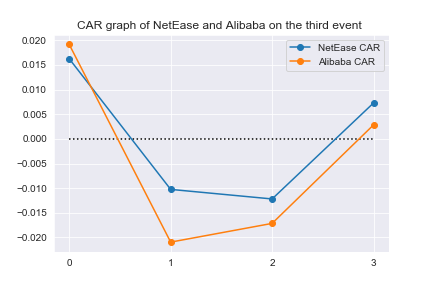 CAR graph of NetEase and Alibaba on the third event
NetEase CAR
Alibaba CAR
0.020
0.015
0.010
0.005
0.000
−0.005
−0.010
−0.015
−0.020
0 1 2 3